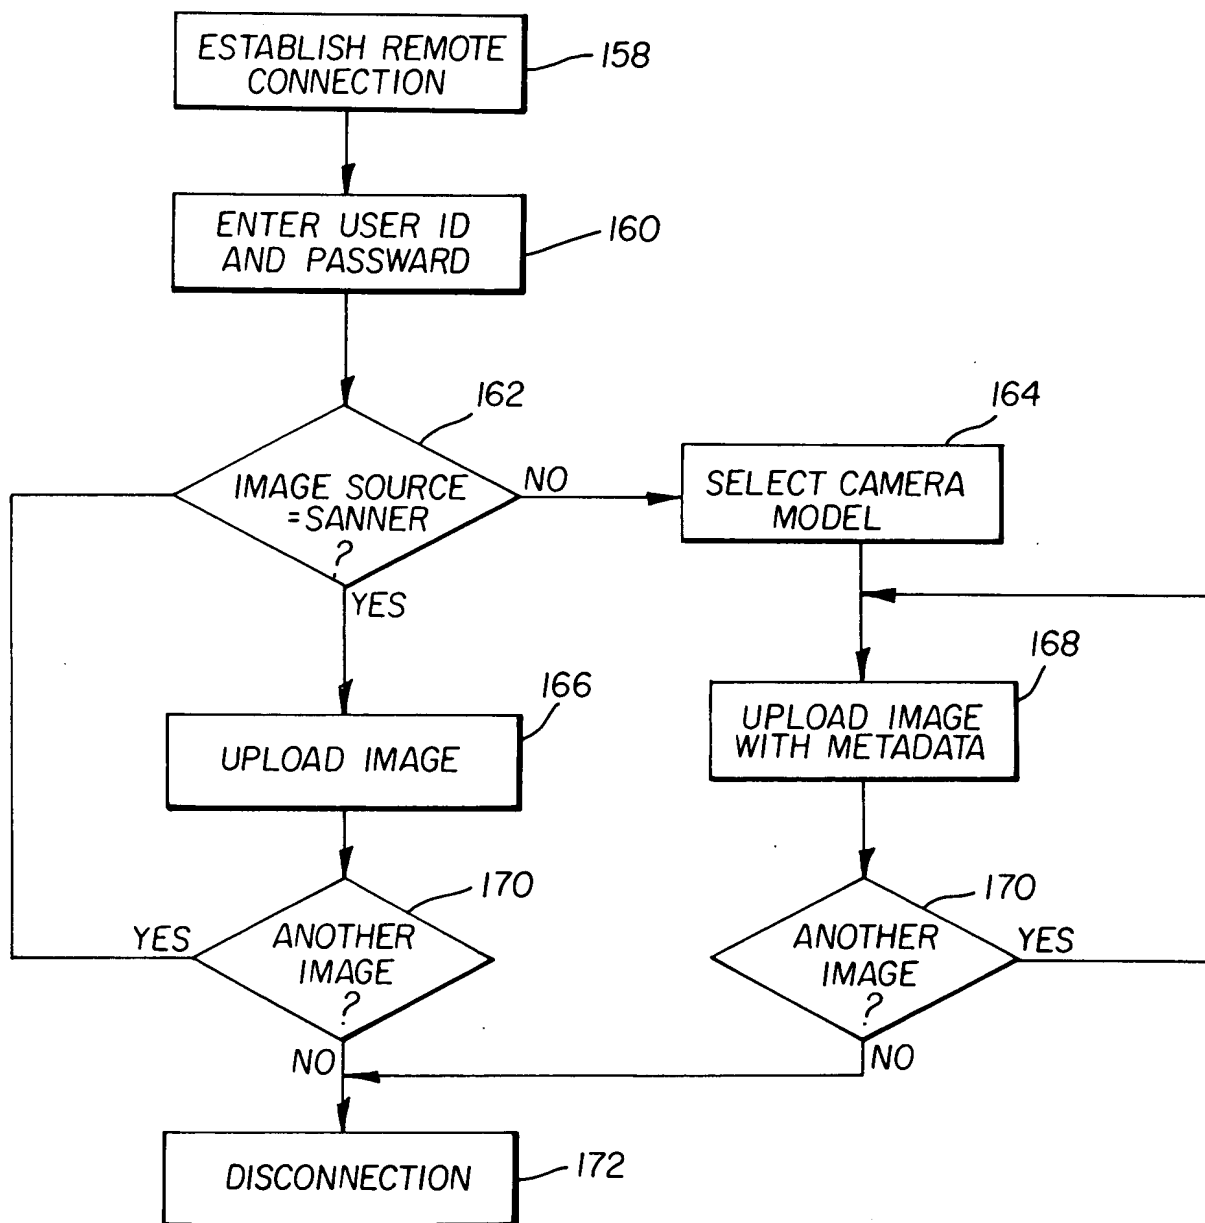 ESTABLISH REMOTE
CONNECTION
158
ENTER USER ID
AND PASSWARD
160
162
IMAGE SOURCE
=SANNER
?
NO
YES
164
SELECT CAMERA
MODEL
166
UPLOAD IMAGE
168
UPLOAD IMAGE
WITH METADATA
170
ANOTHER
IMAGE
?
YES
NO
170
ANOTHER
IMAGE
?
YES
NO
DISCONNECTION
172